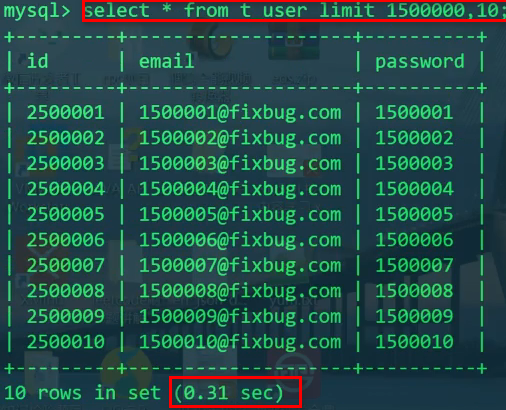 mysql> select * from t user limit 1500000,10;
+---------+--------------------+----------+
| id | email | password |
+---------+--------------------+----------+
| 2500001 | 1500001@fixbug.com | 1500001 |
| 2500002 | 1500002@fixbug.com | 1500002 |
| 2500003 | 1500003@fixbug.com | 1500003 |
| 2500004 | 1500004@fixbug.com | 1500004 |
| 2500005 | 1500005@fixbug.com | 1500005 |
| 2500006 | 1500006@fixbug.com | 1500006 |
| 2500007 | 1500007@fixbug.com | 1500007 |
| 2500008 | 1500008@fixbug.com | 1500008 |
| 2500009 | 1500009@fixbug.com | 1500009 |
| 2500010 | 1500010@fixbug.com | 1500010 |
+---------+--------------------+----------+
10 rows in set (0.31 sec)